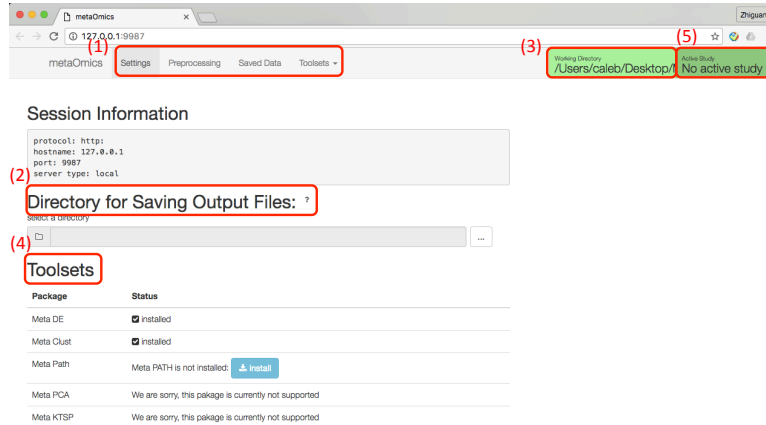 metaOmics
Zhiguan
127.0.0.1:9987
(1)
(3)
(5)
metaOmics Settings Preprocessing Saved Data Toolsets
Working Directory
/Users/caleb/Desktop/
Active Study
No active study
Session Information
protocol: http:
hostname: 127.0.0.1
port: 9987
server type: local
(2)
Directory for Saving Output Files: ?
select a directory
...
(4)
Toolsets
Package Status
Meta DE installed
Meta Clust installed
Meta Path Meta PATH is not installed: Install
Meta PCA We are sorry, this pakage is currently not supported
Meta KTSP We are sorry, this pakage is currently not supported